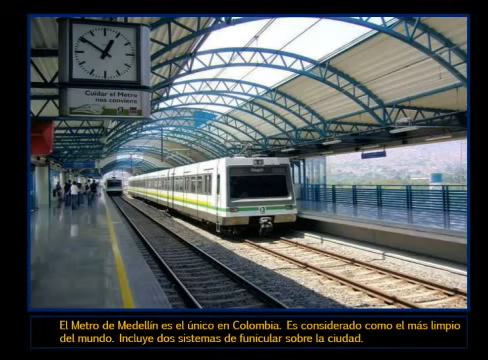 Cuidar el Metro
nos conviene
El Metro de Medellín es el único en Colombia. Es considerado como el más limpio
del mundo. Incluye dos sistemas de funicular sobre la ciudad.